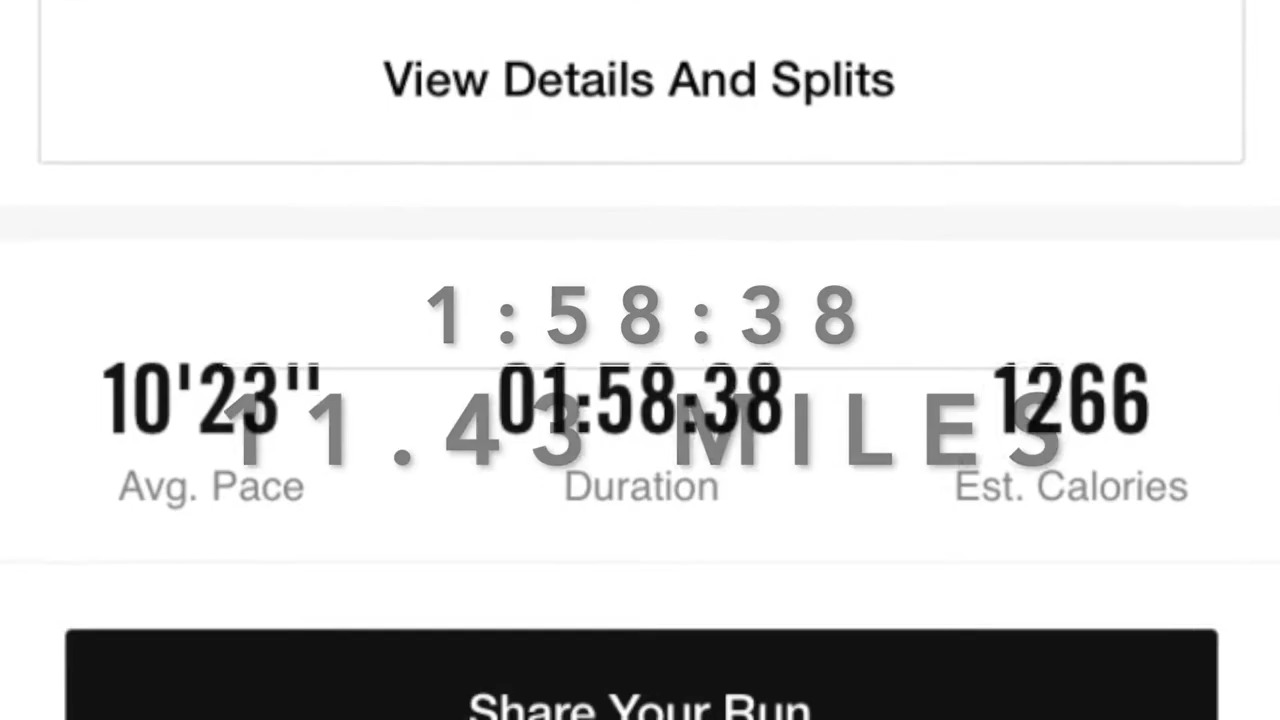 View Details And Splits
1:58:38
10'23'' 01:58:38 1266
11.43 MILES
Avg. Pace Duration Est. Calories
Share Your Run